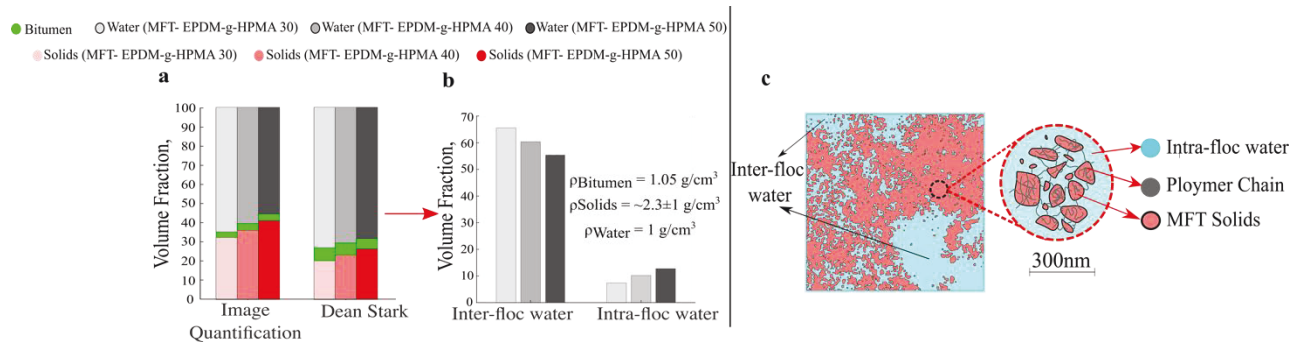 Bitumen Water (MFT- EPDM-g-HPMA 30) Water (MFT- EPDM-g-HPMA 40) Water (MFT- EPDM-g-HPMA 50)
Solids (MFT- EPDM-g-HPMA 30) Solids (MFT- EPDM-g-HPMA 40) Solids (MFT- EPDM-g-HPMA 50)
a
Volume Fraction,
100
90
80
70
60
50
40
30
20
10
0
Image
Quantification
Dean Stark
b
Volume Fraction,
70
60
50
40
30
20
10
0
ρBitumen = 1.05 g/cm³
ρSolids = ~2.3±1 g/cm³
ρWater = 1 g/cm³
Inter-floc water
Intra-floc water
c
Inter-floc
water
Intra-floc water
Ploymer Chain
MFT Solids
300nm